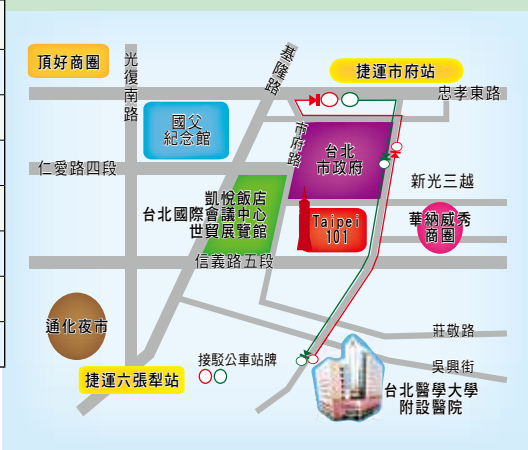 頂好商圈
光復南路
基隆路
捷運市府站
忠孝東路
國父
紀念館
市府路
台北
市政府
仁愛路四段
新光三越
凱悅飯店
台北國際會議中心
世貿展覽館
Taipei
101
華納威秀
商圈
信義路五段
通化夜市
莊敬路
接駁公車站牌
吳興街
捷運六張犁站
台北醫學大學
附設醫院